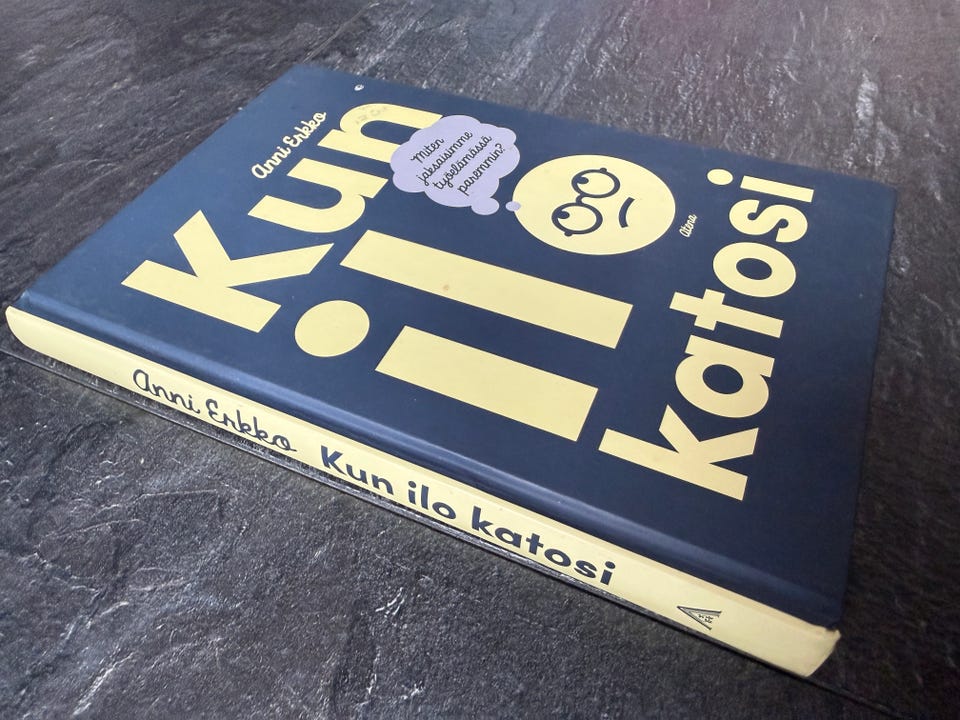 Anni Erkko
Kun
ilo
katosi
Miten
jaksaisimme
työelämässä
paremmin?
Atena
Anni Erkko Kun ilo katosi